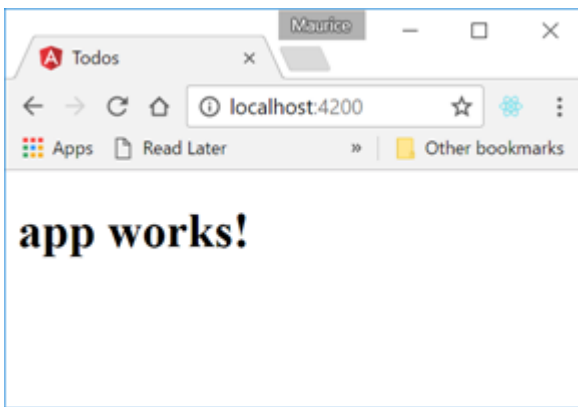 Maurice
Todos
localhost:4200
Apps Read Later » Other bookmarks
app works!